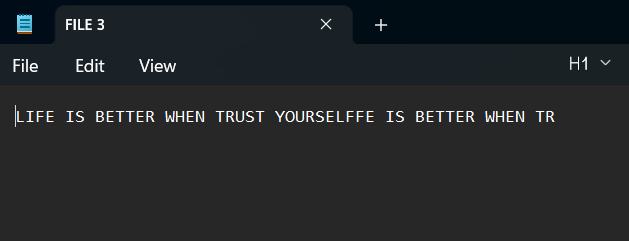 FILE 3
File Edit View H1
LIFE IS BETTER WHEN TRUST YOURSELFFE IS BETTER WHEN TR